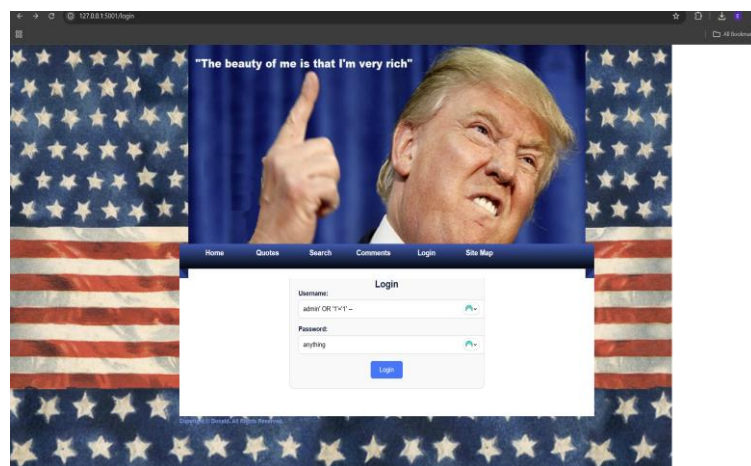 127.0.0.1:5001/login
All Bookma
"The beauty of me is that I'm very rich"
Home Quotes Search Comments Login Site Map
Login
Username:
admin' OR '1'='1' --
Password:
anything
Login
Copyright © Donald. All Rights Reserved.